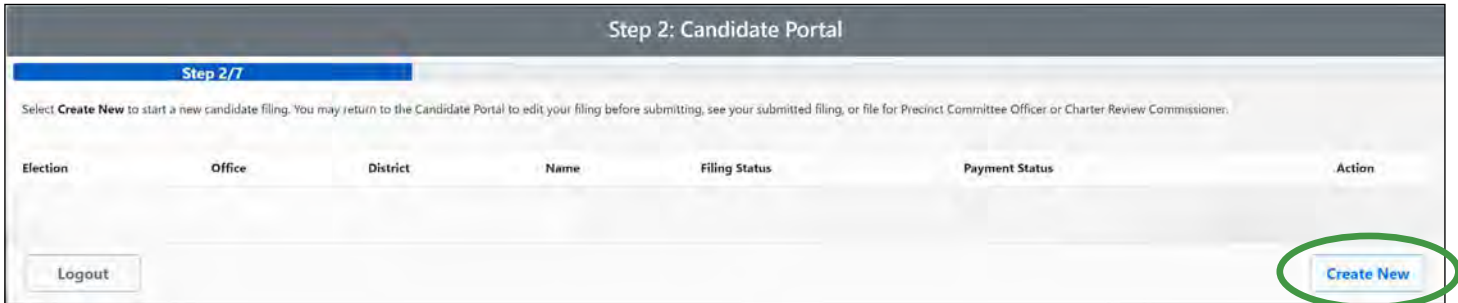 Step 2: Candidate Portal
Step 2/7
Select Create New to start a new candidate filing. You may return to the Candidate Portal to edit your filing before submitting, see your submitted filing, or file for Precinct Committee Officer or Charter Review Commissioner.
Election Office District Name Filing Status Payment Status Action
Logout Create New